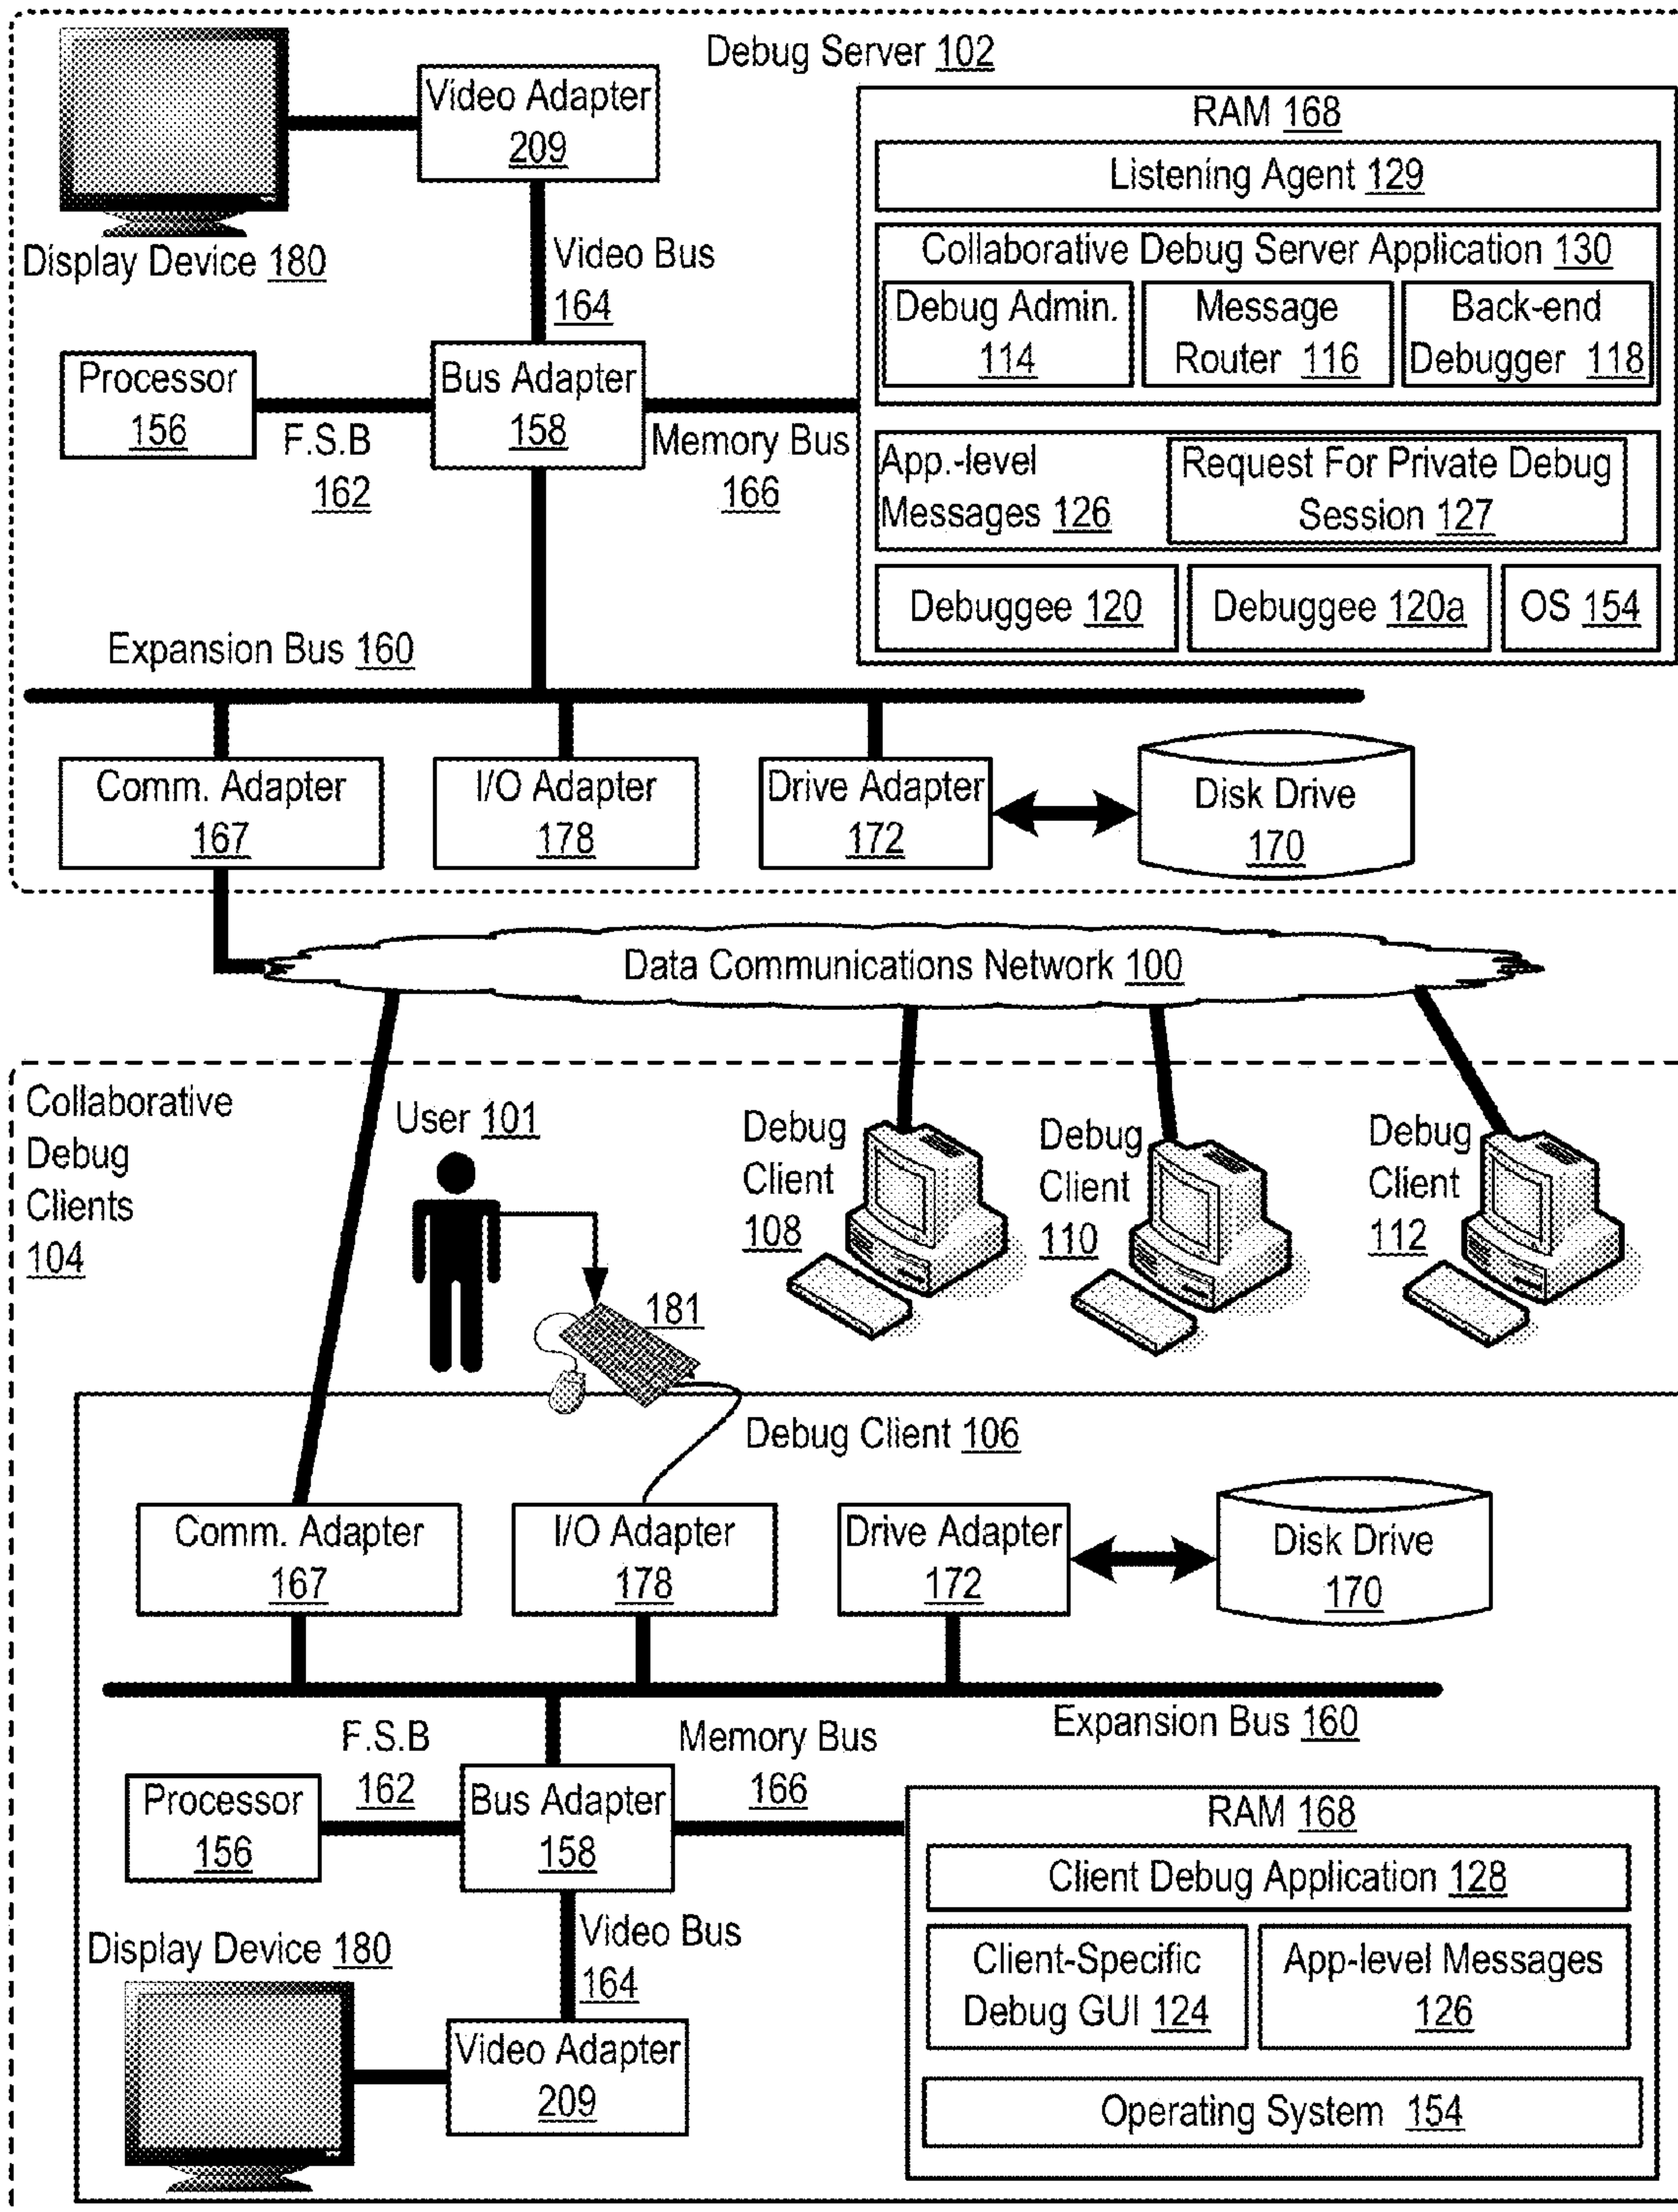 Debug Server 102
Video Adapter
209
Display Device 180
Video Bus
164
Processor
156
F.S.B
162
Bus Adapter
158
Memory Bus
166
RAM 168
Listening Agent 129
Collaborative Debug Server Application 130
Debug Admin.
114
Message
Router 116
Back-end
Debugger 118
App.-level
Messages 126
Request For Private Debug
Session 127
Debuggee 120
Debuggee 120a
OS 154
Expansion Bus 160
Comm. Adapter
167
I/O Adapter
178
Drive Adapter
172
Disk Drive
170
Data Communications Network 100
Collaborative
Debug
Clients
104
User 101
181
Debug
Client
108
Debug
Client
110
Debug
Client
112
Debug Client 106
Comm. Adapter
167
I/O Adapter
178
Drive Adapter
172
Disk Drive
170
Expansion Bus 160
F.S.B
162
Memory Bus
166
Processor
156
Bus Adapter
158
Video Bus
164
Display Device 180
Video Adapter
209
RAM 168
Client Debug Application 128
Client-Specific
Debug GUI 124
App-level Messages
126
Operating System 154